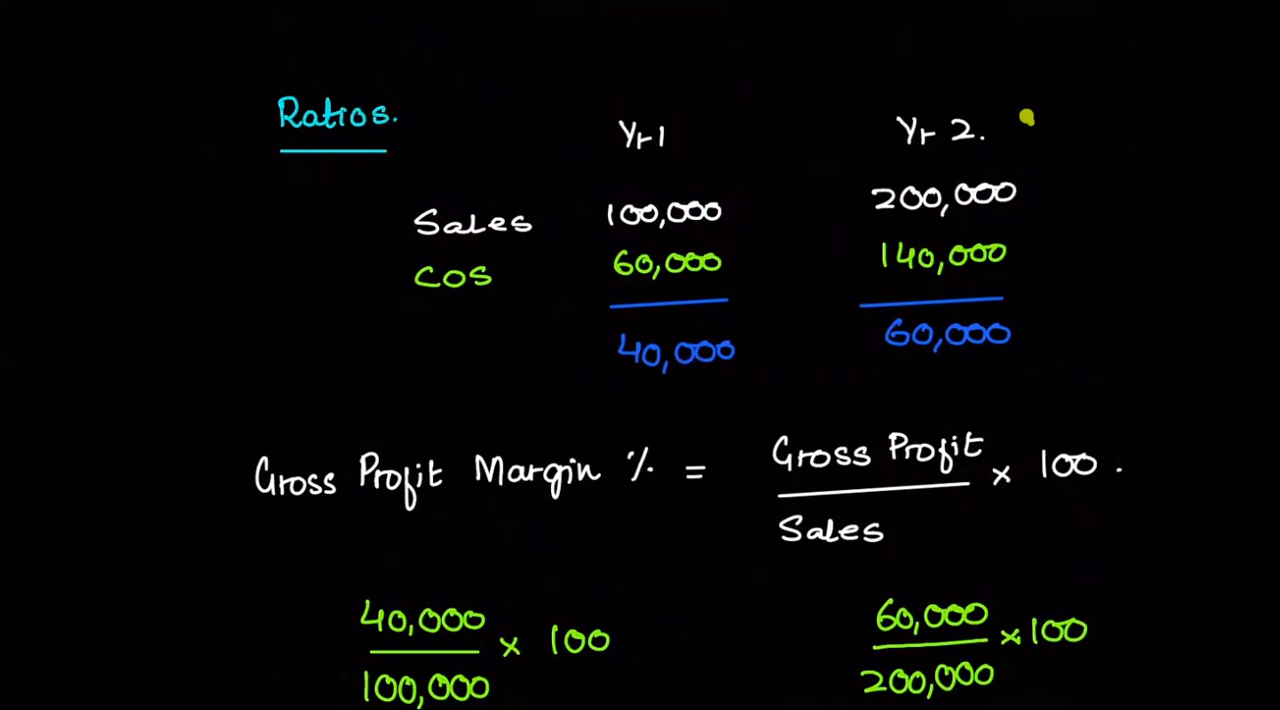 Ratios.
Yr 1 Yr 2.
Sales 100,000 200,000
COS 60,000 140,000
40,000 60,000
Gross Profit Margin % = Gross Profit × 100.
Sales
40,000 × 100 60,000 × 100
100,000 200,000